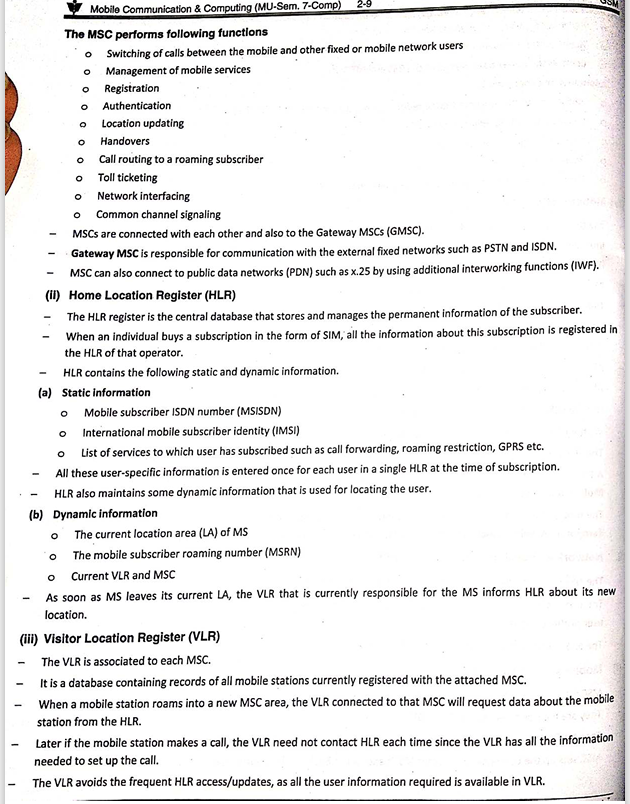 Mobile Communication & Computing (MU-Sem. 7-Comp) 2-9 GSM
The MSC performs following functions
o Switching of calls between the mobile and other fixed or mobile network users
o Management of mobile services
o Registration
o Authentication
o Location updating
o Handovers
o Call routing to a roaming subscriber
o Toll ticketing
o Network interfacing
o Common channel signaling
– MSCs are connected with each other and also to the Gateway MSCs (GMSC).
– Gateway MSC is responsible for communication with the external fixed networks such as PSTN and ISDN.
– MSC can also connect to public data networks (PDN) such as x.25 by using additional interworking functions (IWF).
(ii) Home Location Register (HLR)
– The HLR register is the central database that stores and manages the permanent information of the subscriber.
– When an individual buys a subscription in the form of SIM, all the information about this subscription is registered in
the HLR of that operator.
– HLR contains the following static and dynamic information.
(a) Static information
o Mobile subscriber ISDN number (MSISDN)
o International mobile subscriber identity (IMSI)
o List of services to which user has subscribed such as call forwarding, roaming restriction, GPRS etc.
– All these user-specific information is entered once for each user in a single HLR at the time of subscription.
– HLR also maintains some dynamic information that is used for locating the user.
(b) Dynamic information
o The current location area (LA) of MS
o The mobile subscriber roaming number (MSRN)
o Current VLR and MSC
– As soon as MS leaves its current LA, the VLR that is currently responsible for the MS informs HLR about its new
location.
(iii) Visitor Location Register (VLR)
– The VLR is associated to each MSC.
– It is a database containing records of all mobile stations currently registered with the attached MSC.
– When a mobile station roams into a new MSC area, the VLR connected to that MSC will request data about the mobile
station from the HLR.
– Later if the mobile station makes a call, the VLR need not contact HLR each time since the VLR has all the information
needed to set up the call.
– The VLR avoids the frequent HLR access/updates, as all the user information required is available in VLR.